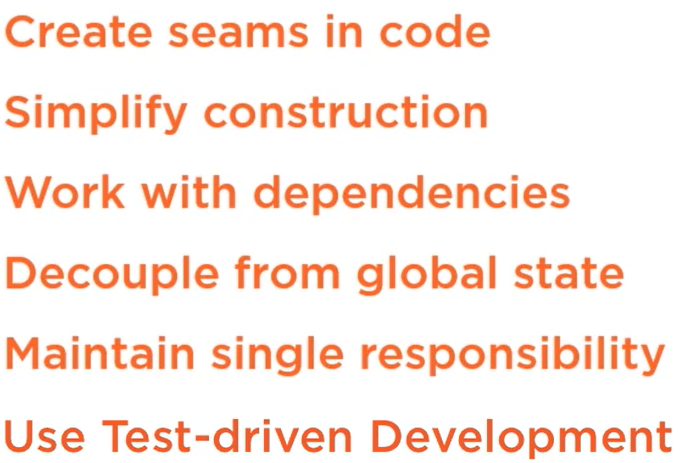 Create seams in code
Simplify construction
Work with dependencies
Decouple from global state
Maintain single responsibility
Use Test-driven Development